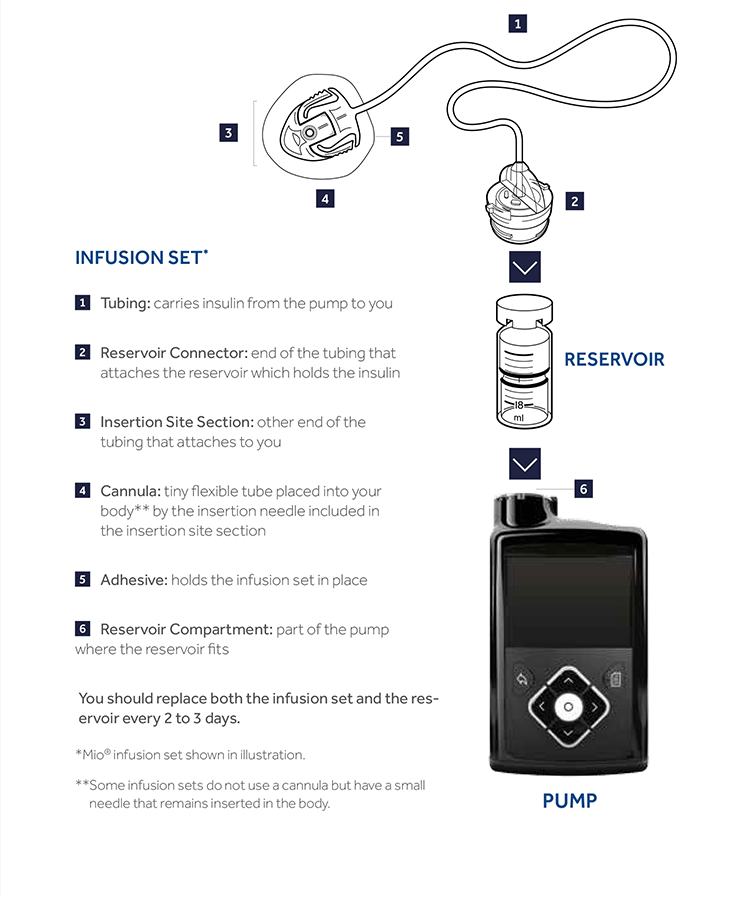 1
3
5
4
2
INFUSION SET*
1 Tubing: carries insulin from the pump to you
2 Reservoir Connector: end of the tubing that
attaches the reservoir which holds the insulin
3 Insertion Site Section: other end of the
tubing that attaches to you
4 Cannula: tiny flexible tube placed into your
body** by the insertion needle included in
the insertion site section
5 Adhesive: holds the infusion set in place
6 Reservoir Compartment: part of the pump
where the reservoir fits
You should replace both the infusion set and the res-
ervoir every 2 to 3 days.
*Mio® infusion set shown in illustration.
**Some infusion sets do not use a cannula but have a small
needle that remains inserted in the body.
RESERVOIR
18
ml
6
PUMP